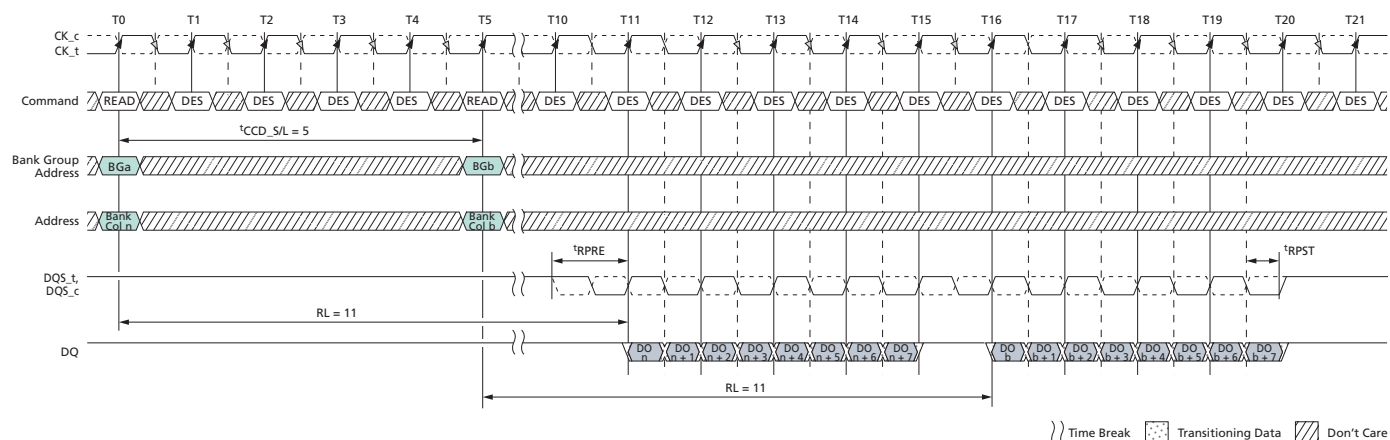 T0 T1 T2 T3 T4 T5 T10 T11 T12 T13 T14 T15 T16 T17 T18 T19 T20 T21
CK_c
CK_t
Command READ DES DES DES DES READ DES DES DES DES DES DES DES DES DES DES DES DES
tCCD_S/L = 5
Bank Group
Address BGa BGb
Address Bank
Col n Bank
Col b
tRPRE tRPST
DQS_t,
DQS_c
RL = 11
DQ DO
n DO
n + 1 DO
n + 2 DO
n + 3 DO
n + 4 DO
n + 5 DO
n + 6 DO
n + 7 DO
b DO
b + 1 DO
b + 2 DO
b + 3 DO
b + 4 DO
b + 5 DO
b + 6 DO
b + 7
RL = 11
Time Break Transitioning Data Don't Care